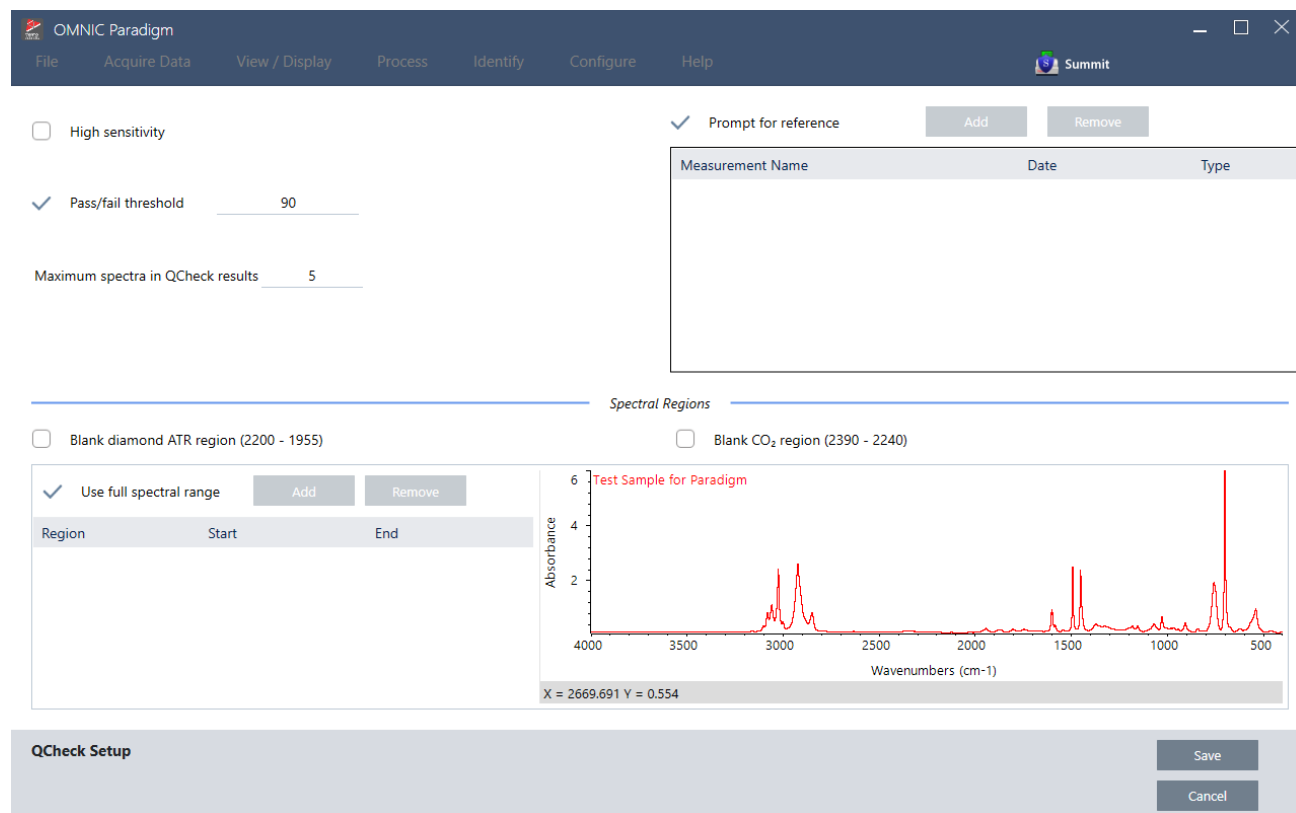 OMNIC Paradigm
File Acquire Data View / Display Process Identify Configure Help Summit
High sensitivity
Prompt for reference Add Remove
Measurement Name Date Type
Pass/fail threshold 90
Maximum spectra in QCheck results 5
Spectral Regions
Blank diamond ATR region (2200 - 1955)
Blank CO₂ region (2390 - 2240)
Use full spectral range Add Remove
Region Start End
Test Sample for Paradigm
6
4
2
Absorbance
4000 3500 3000 2500 2000 1500 1000 500
Wavenumbers (cm-1)
X = 2669.691 Y = 0.554
QCheck Setup
Save
Cancel